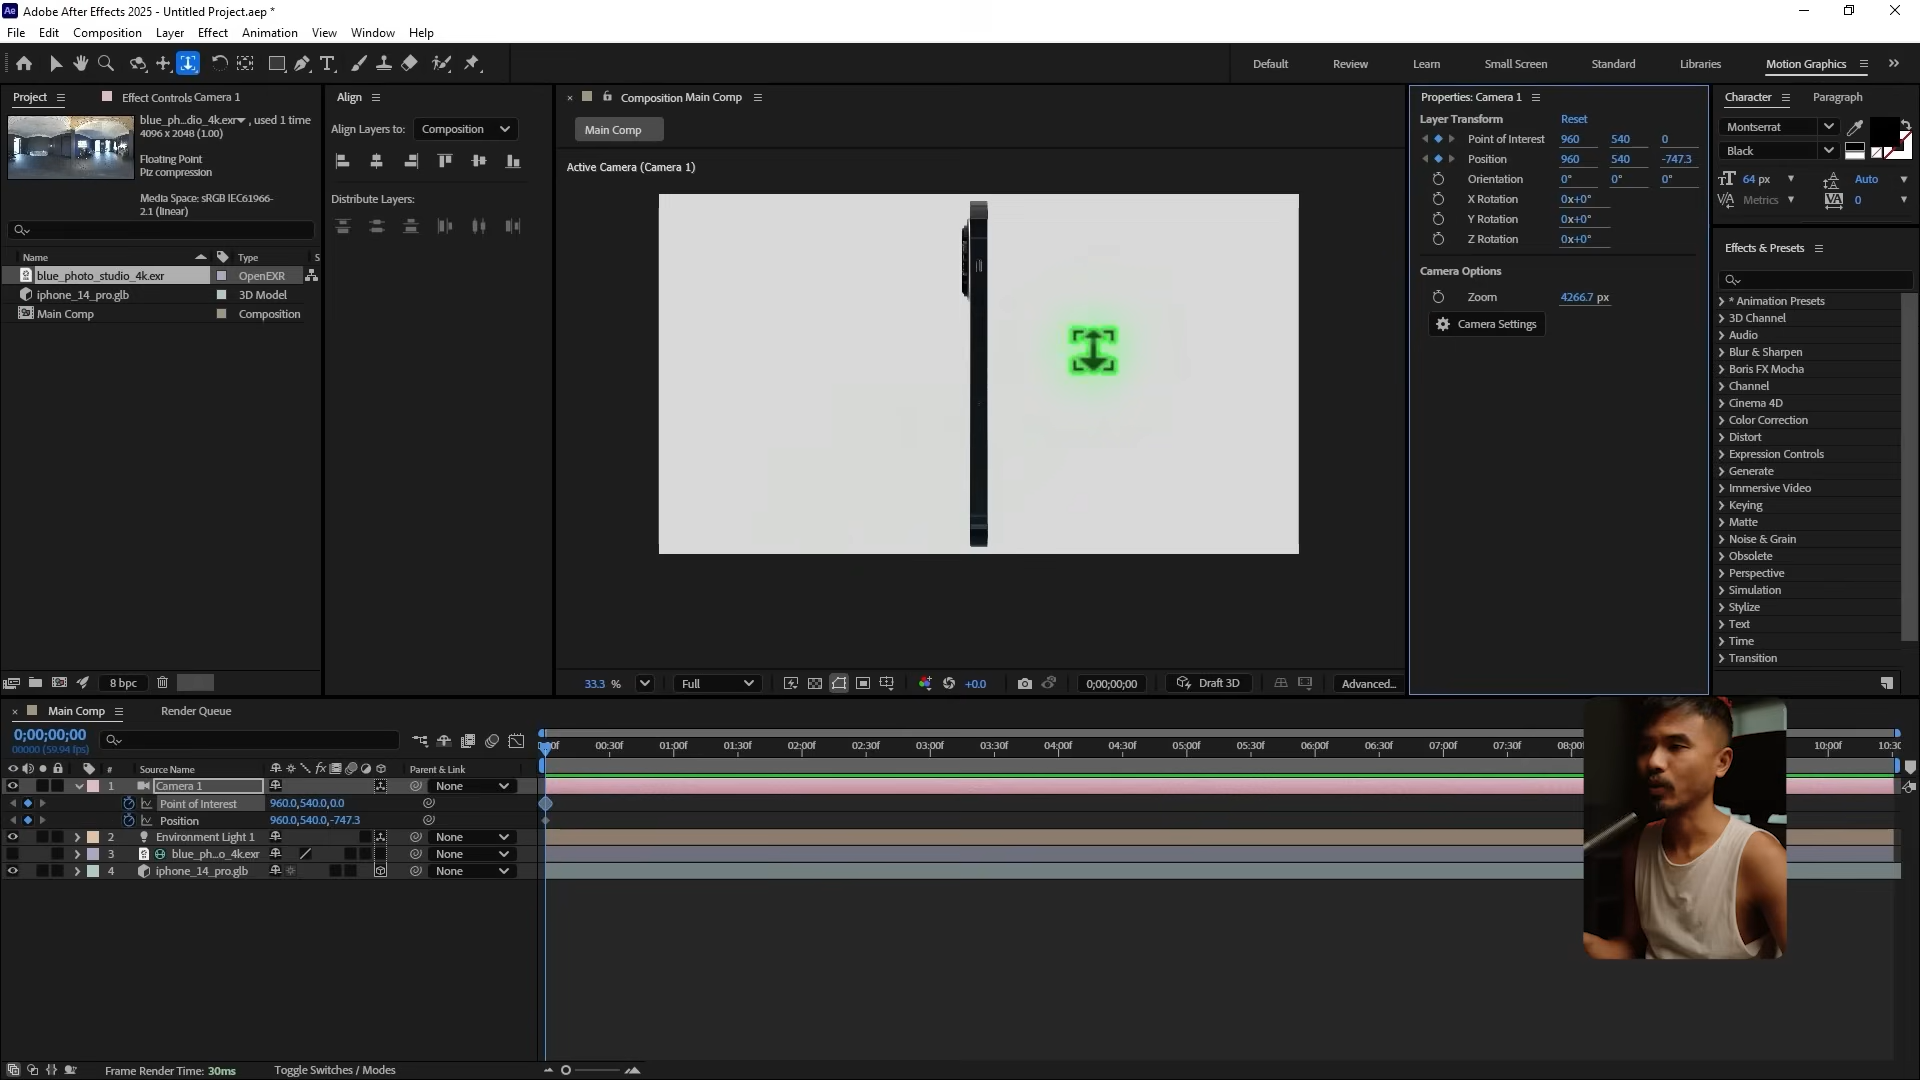 Ae Adobe After Effects 2025 - Untitled Project.aep *
File Edit Composition Layer Effect Animation View Window Help
Default Review Learn Small Screen Standard Libraries Motion Graphics
Project Effect Controls Camera 1
blue_ph...dio_4k.exr , used 1 time
4096 x 2048 (1.00)
Floating Point
Piz compression
Media Space: sRGB IEC61966-
2.1 (linear)
Name Type S
blue_photo_studio_4k.exr OpenEXR
iphone_14_pro.glb 3D Model
Main Comp Composition
8 bpc
Align
Align Layers to: Composition
Distribute Layers:
Composition Main Comp
Main Comp
Active Camera (Camera 1)
33.3 % Full +0.0 0;00;00;00 Draft 3D Advanced...
Properties: Camera 1
Layer Transform Reset
Point of Interest 960 540 0
Position 960 540 -747.3
Orientation 0° 0° 0°
X Rotation 0x+0°
Y Rotation 0x+0°
Z Rotation 0x+0°
Camera Options
Zoom 4266.7 px
Camera Settings
Character Paragraph
Montserrat
Black
64 px Auto
Metrics 0
Effects & Presets
* Animation Presets
3D Channel
Audio
Blur & Sharpen
Boris FX Mocha
Channel
Cinema 4D
Color Correction
Distort
Expression Controls
Generate
Immersive Video
Keying
Matte
Noise & Grain
Obsolete
Perspective
Simulation
Stylize
Text
Time
Transition
Main Comp Render Queue
0;00;00;00
00000 (59.94 fps)
00:30f 01:00f 01:30f 02:00f 02:30f 03:00f 03:30f 04:00f 04:30f 05:00f 05:30f 06:00f 06:30f 07:00f 07:30f 10:00f
# Source Name fx Parent & Link
1 Camera 1 None
Point of Interest 960.0,540.0,0.0
Position 960.0,540.0,-747.3
2 Environment Light 1 None
3 blue_ph...o_4k.exr None
4 iphone_14_pro.glb None
Frame Render Time: 30ms Toggle Switches / Modes